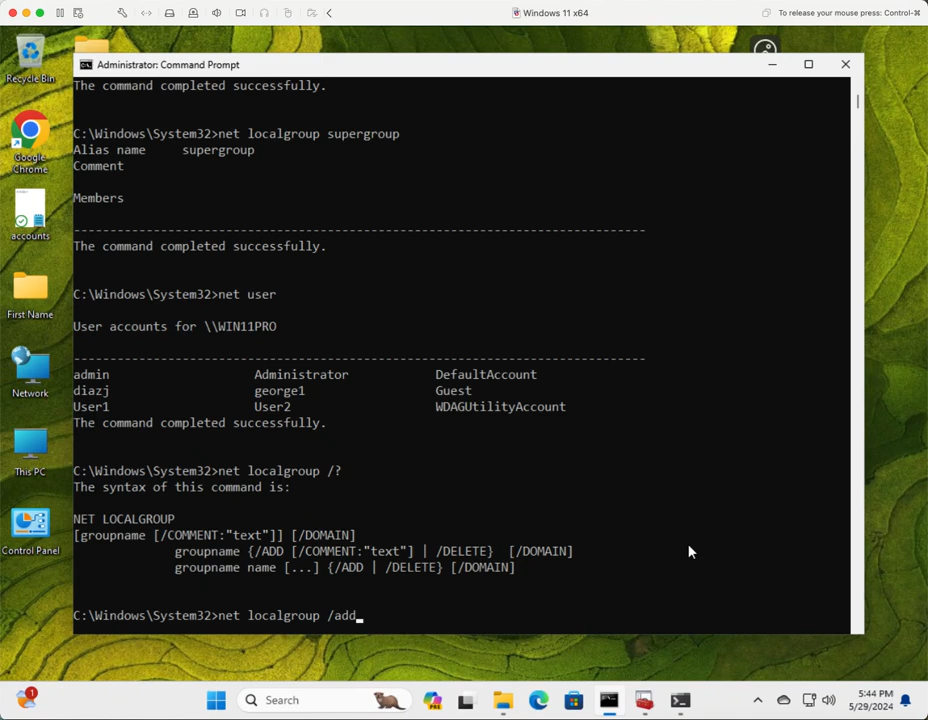 Windows 11 x64
To release your mouse press: Control-⌘
Recycle Bin
Google
Chrome
accounts
First Name
Network
This PC
Control Panel
Administrator: Command Prompt
The command completed successfully.
C:\Windows\System32>net localgroup supergroup
Alias name     supergroup
Comment
Members
-------------------------------------------------------------------------------
The command completed successfully.
C:\Windows\System32>net user
User accounts for \\WIN11PRO
-------------------------------------------------------------------------------
admin                    Administrator            DefaultAccount
diazj                    george1                  Guest
User1                    User2                    WDAGUtilityAccount
The command completed successfully.
C:\Windows\System32>net localgroup /?
The syntax of this command is:
NET LOCALGROUP
[groupname [/COMMENT:"text"]] [/DOMAIN]
              groupname {/ADD [/COMMENT:"text"] | /DELETE}  [/DOMAIN]
              groupname name [...] {/ADD | /DELETE} [/DOMAIN]
C:\Windows\System32>net localgroup /add_
1
Search
PRE
5:44 PM
5/29/2024